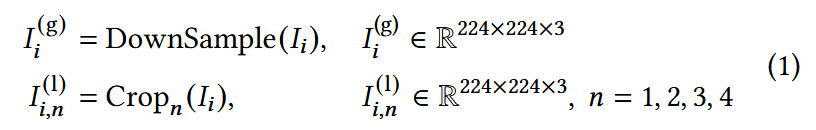 I_i^{(g)} = DownSample(I_i), I_i^{(g)} ∈ ℝ^{224×224×3}
I_{i,n}^{(l)} = Crop_n(I_i), I_{i,n}^{(l)} ∈ ℝ^{224×224×3}, n = 1, 2, 3, 4
(1)